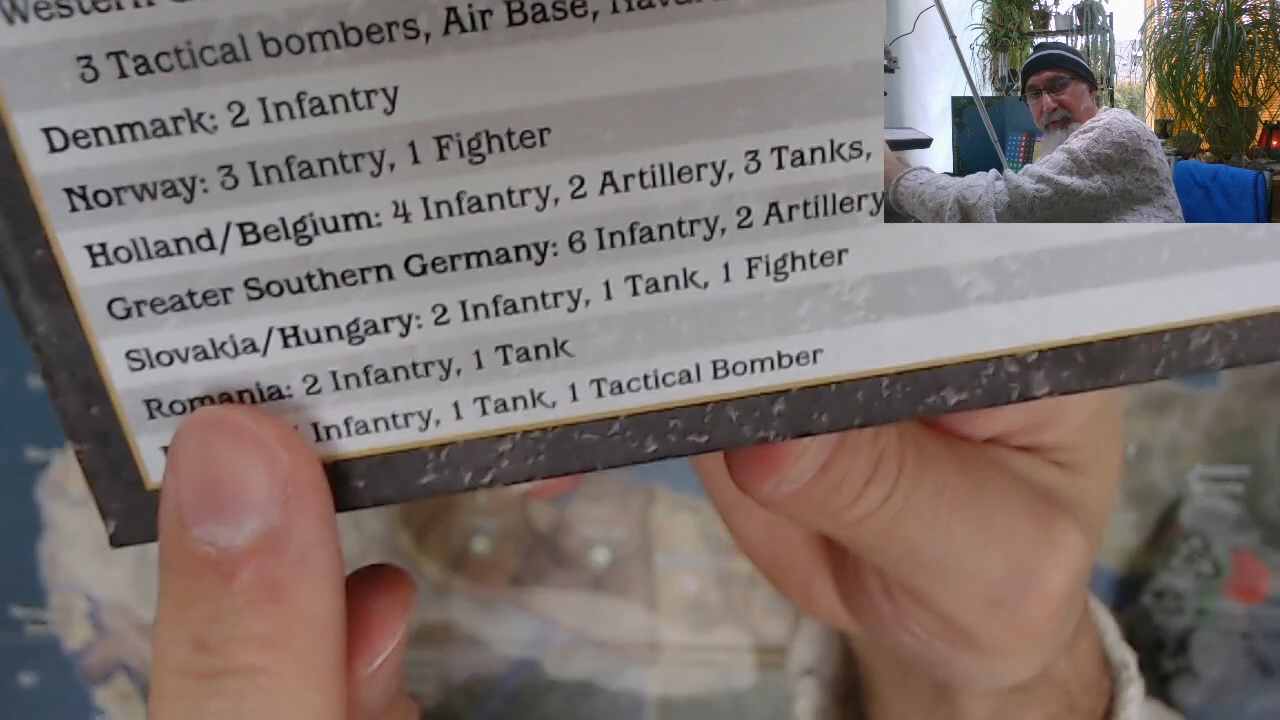 Western
3 Tactical bombers, Air Base,
Denmark: 2 Infantry
Norway: 3 Infantry, 1 Fighter
Holland/Belgium: 4 Infantry, 2 Artillery, 3 Tanks,
Greater Southern Germany: 6 Infantry, 2 Artillery
Slovakia/Hungary: 2 Infantry, 1 Tank, 1 Fighter
Romania: 2 Infantry, 1 Tank
Infantry, 1 Tank, 1 Tactical Bomber